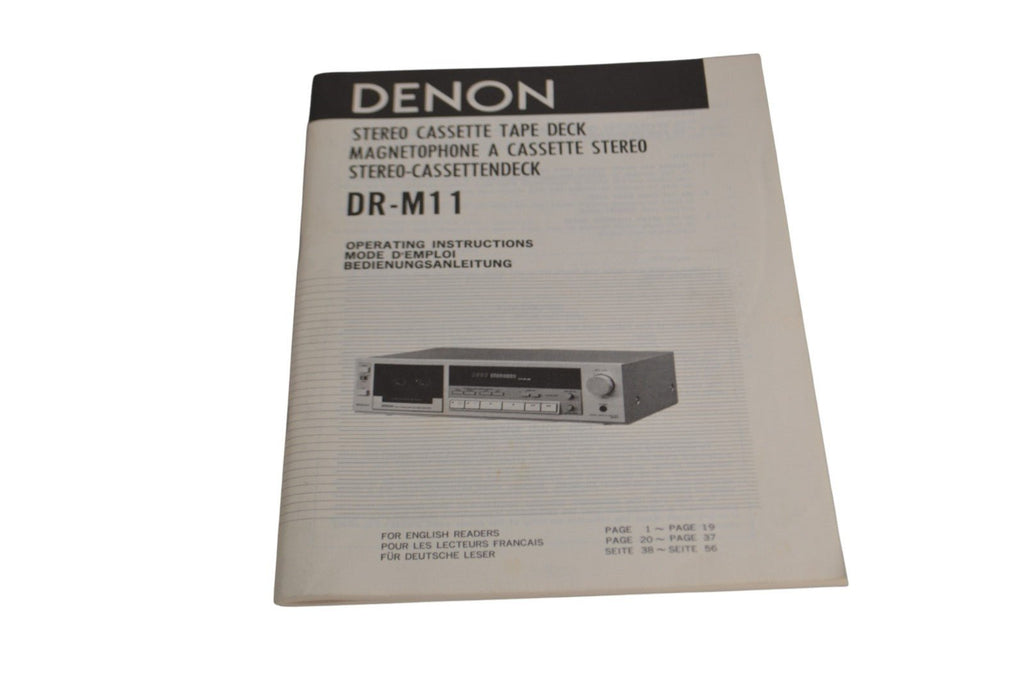 DENON
STEREO CASSETTE TAPE DECK
MAGNETOPHONE A CASSETTE STEREO
STEREO-CASSETTENDECK
DR-M11
OPERATING INSTRUCTIONS
MODE D'EMPLOI
BEDIENUNGSANLEITUNG
FOR ENGLISH READERS PAGE 1 ~ PAGE 19
POUR LES LECTEURS FRANCAIS PAGE 20 ~ PAGE 37
FÜR DEUTSCHE LESER SEITE 38 ~ SEITE 56